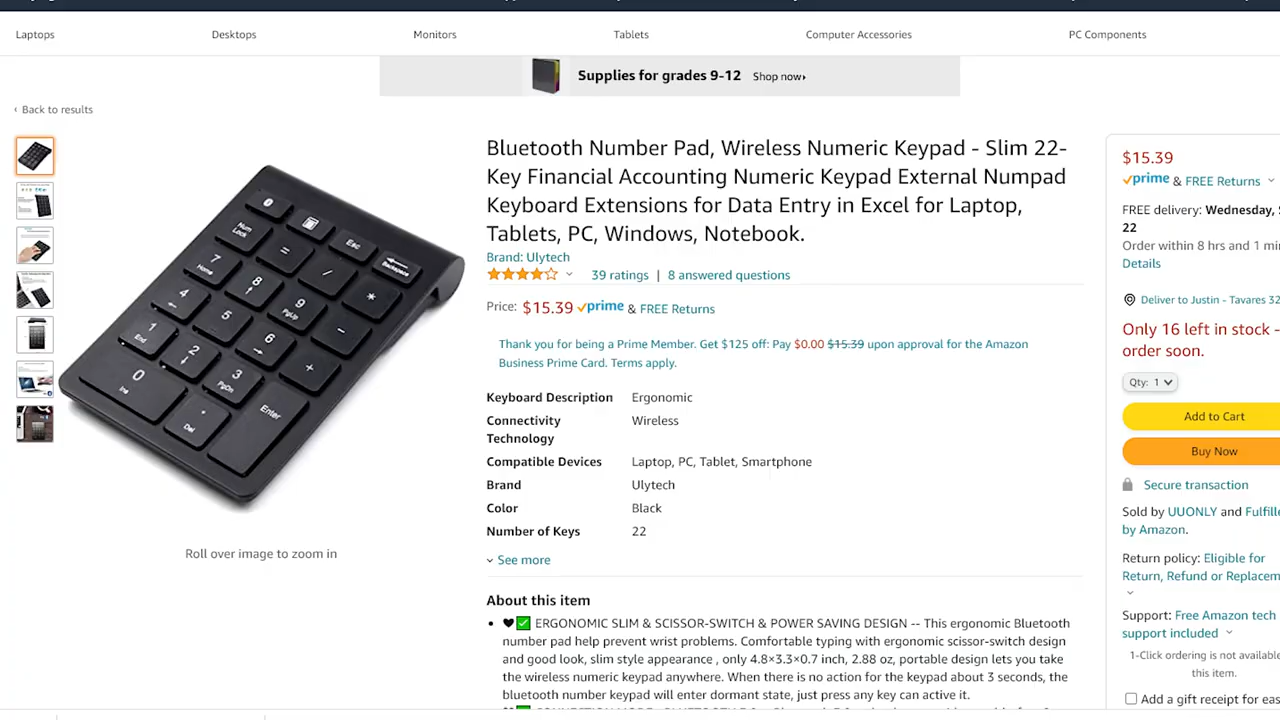 Laptops
Desktops
Monitors
Tablets
Computer Accessories
PC Components
Supplies for grades 9-12 Shop now▸
‹ Back to results
Bluetooth Number Pad, Wireless Numeric Keypad - Slim 22-
Key Financial Accounting Numeric Keypad External Numpad
Keyboard Extensions for Data Entry in Excel for Laptop,
Tablets, PC, Windows, Notebook.
Brand: Ulytech
39 ratings | 8 answered questions
Price: $15.39 prime & FREE Returns
Thank you for being a Prime Member. Get $125 off: Pay $0.00 $15.39 upon approval for the Amazon
Business Prime Card. Terms apply.
Keyboard Description Ergonomic
Connectivity Wireless
Technology
Compatible Devices Laptop, PC, Tablet, Smartphone
Brand Ulytech
Color Black
Number of Keys 22
See more
About this item
• ♥✅ ERGONOMIC SLIM & SCISSOR-SWITCH & POWER SAVING DESIGN -- This ergonomic Bluetooth
number pad help prevent wrist problems. Comfortable typing with ergonomic scissor-switch design
and good look, slim style appearance , only 4.8×3.3×0.7 inch, 2.88 oz, portable design lets you take
the wireless numeric keypad anywhere. When there is no action for the keypad about 3 seconds, the
bluetooth number keypad will enter dormant state, just press any key can active it.
0
Esc
Backspace
Num Lock
=
/
*
7 Home
8 ↑
9 PgUp
-
4 ←
5
6 →
+
1 End
2 ↓
3 PgDn
Enter
0 Ins
. Del
Roll over image to zoom in
$15.39
prime & FREE Returns
FREE delivery: Wednesday,
22
Order within 8 hrs and 1 min
Details
Deliver to Justin - Tavares 32
Only 16 left in stock -
order soon.
Qty: 1
Add to Cart
Buy Now
Secure transaction
Sold by UUONLY and Fulfille
by Amazon.
Return policy: Eligible for
Return, Refund or Replacem
Support: Free Amazon tech
support included
1-Click ordering is not available
this item.
Add a gift receipt for eas